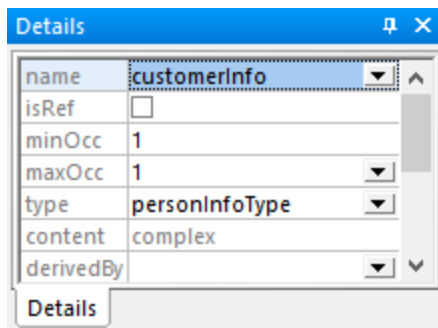 Details
name customerInfo
isRef
minOcc 1
maxOcc 1
type personInfoType
content complex
derivedBy
Details